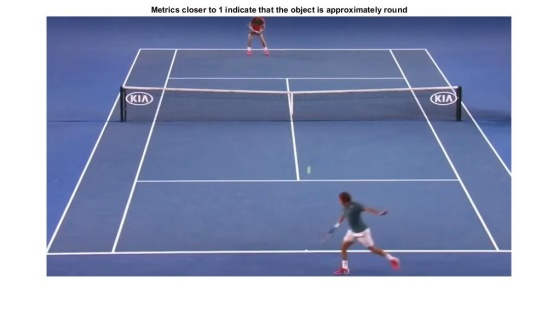 Metrics closer to 1 indicate that the object is approximately round
KIA
KIA